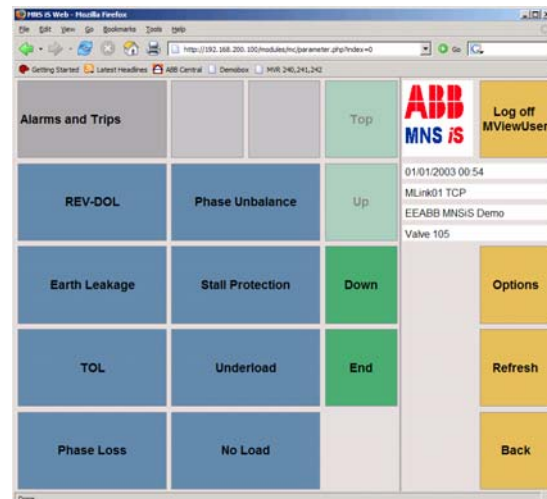 MNS iS Web - Mozilla Firefox
File Edit View Go Bookmarks Tools Help
http://192.168.200.100/modules/mc/parameter.php?index=0
Go
Getting Started Latest Headlines ABB Central Demobox MVR 240,241,242
Alarms and Trips
Top
ABB
MNS iS
Log off
MViewUser
01/01/2003 00:54
MLink01 TCP
EEABB MNSiS Demo
Valve 105
REV-DOL
Phase Unbalance
Up
Earth Leakage
Stall Protection
Down
Options
TOL
Underload
End
Refresh
Phase Loss
No Load
Back